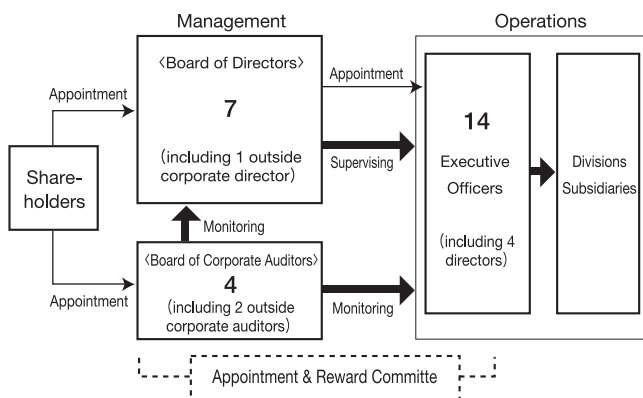 Management
Operations
〈Board of Directors〉
7
(including 1 outside
corporate director)
Appointment
Appointment
Supervising
14
Executive
Officers
(including 4
directors)
Divisions
Subsidiaries
Share-
holders
Monitoring
〈Board of Corporate Auditors〉
4
(including 2 outside
corporate auditors)
Appointment
Monitoring
Appointment & Reward Committe